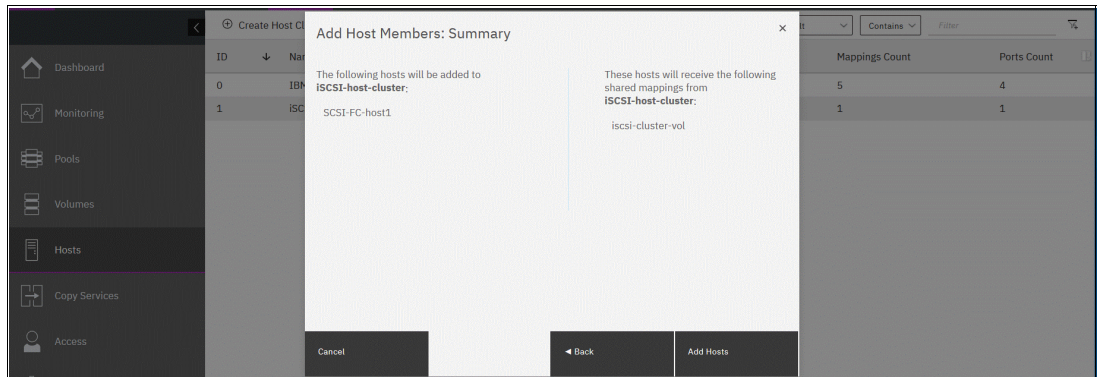 Create Host Cl
Contains
Filter
Dashboard
Monitoring
Pools
Volumes
Hosts
Copy Services
Access
ID
Nar
Mappings Count
Ports Count
0
IBM
5
4
1
iSC
1
1
Add Host Members: Summary
The following hosts will be added to
iSCSI-host-cluster:
SCSI-FC-host1
These hosts will receive the following
shared mappings from
iSCSI-host-cluster:
iscsi-cluster-vol
Cancel
Back
Add Hosts